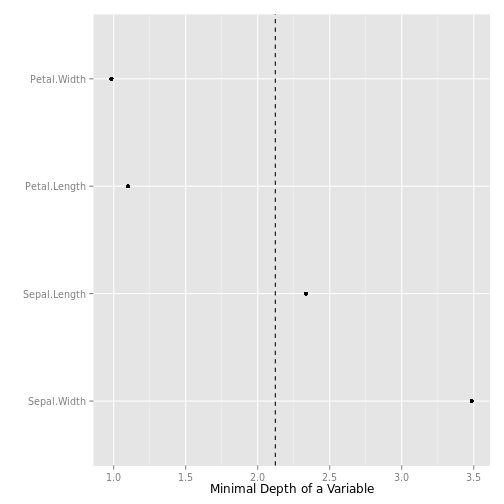 Petal.Width
Petal.Length
Sepal.Length
Sepal.Width
1.0 1.5 2.0 2.5 3.0 3.5
Minimal Depth of a Variable